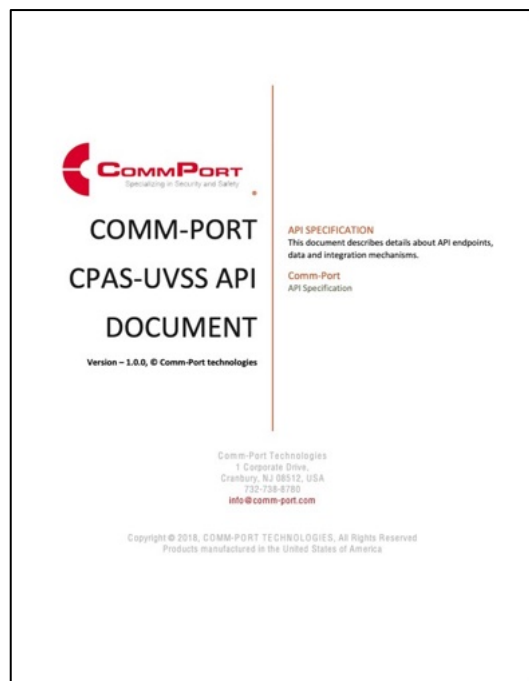 COMMPORT
Specializing in Security and Safety
COMM-PORT
CPAS-UVSS API
DOCUMENT
Version – 1.0.0, © Comm-Port technologies
API SPECIFICATION
This document describes details about API endpoints,
data and integration mechanisms.
Comm-Port
API Specification
Comm-Port Technologies
1 Corporate Drive,
Cranbury, NJ 08512, USA
732-738-8780
info@comm-port.com
Copyright © 2018, COMM-PORT TECHNOLOGIES, All Rights Reserved
Products manufactured in the United States of America